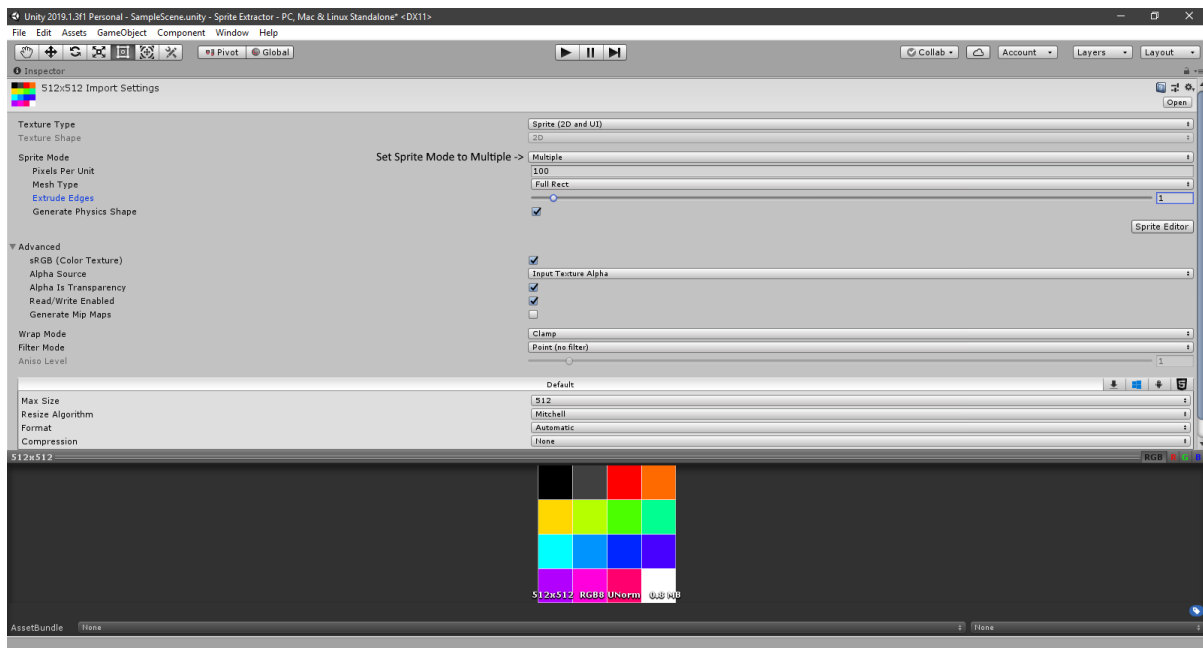 Unity 2019.1.3f1 Personal - SampleScene.unity - Sprite Extractor - PC, Mac & Linux Standalone* <DX11>
File Edit Assets GameObject Component Window Help
Pivot Global Collab Account Layers Layout
Inspector
512x512 Import Settings
Open
Texture Type Sprite (2D and UI)
Texture Shape 2D
Sprite Mode Set Sprite Mode to Multiple -> Multiple
Pixels Per Unit 100
Mesh Type Full Rect
Extrude Edges 1
Generate Physics Shape
Sprite Editor
Advanced
sRGB (Color Texture)
Alpha Source Input Texture Alpha
Alpha Is Transparency
Read/Write Enabled
Generate Mip Maps
Wrap Mode Clamp
Filter Mode Point (no filter)
Aniso Level 1
Default
Max Size 512
Resize Algorithm Mitchell
Format Automatic
Compression None
512x512 RGB R G B
512x512 RGB8 UNorm 0.8 MB
AssetBundle None None